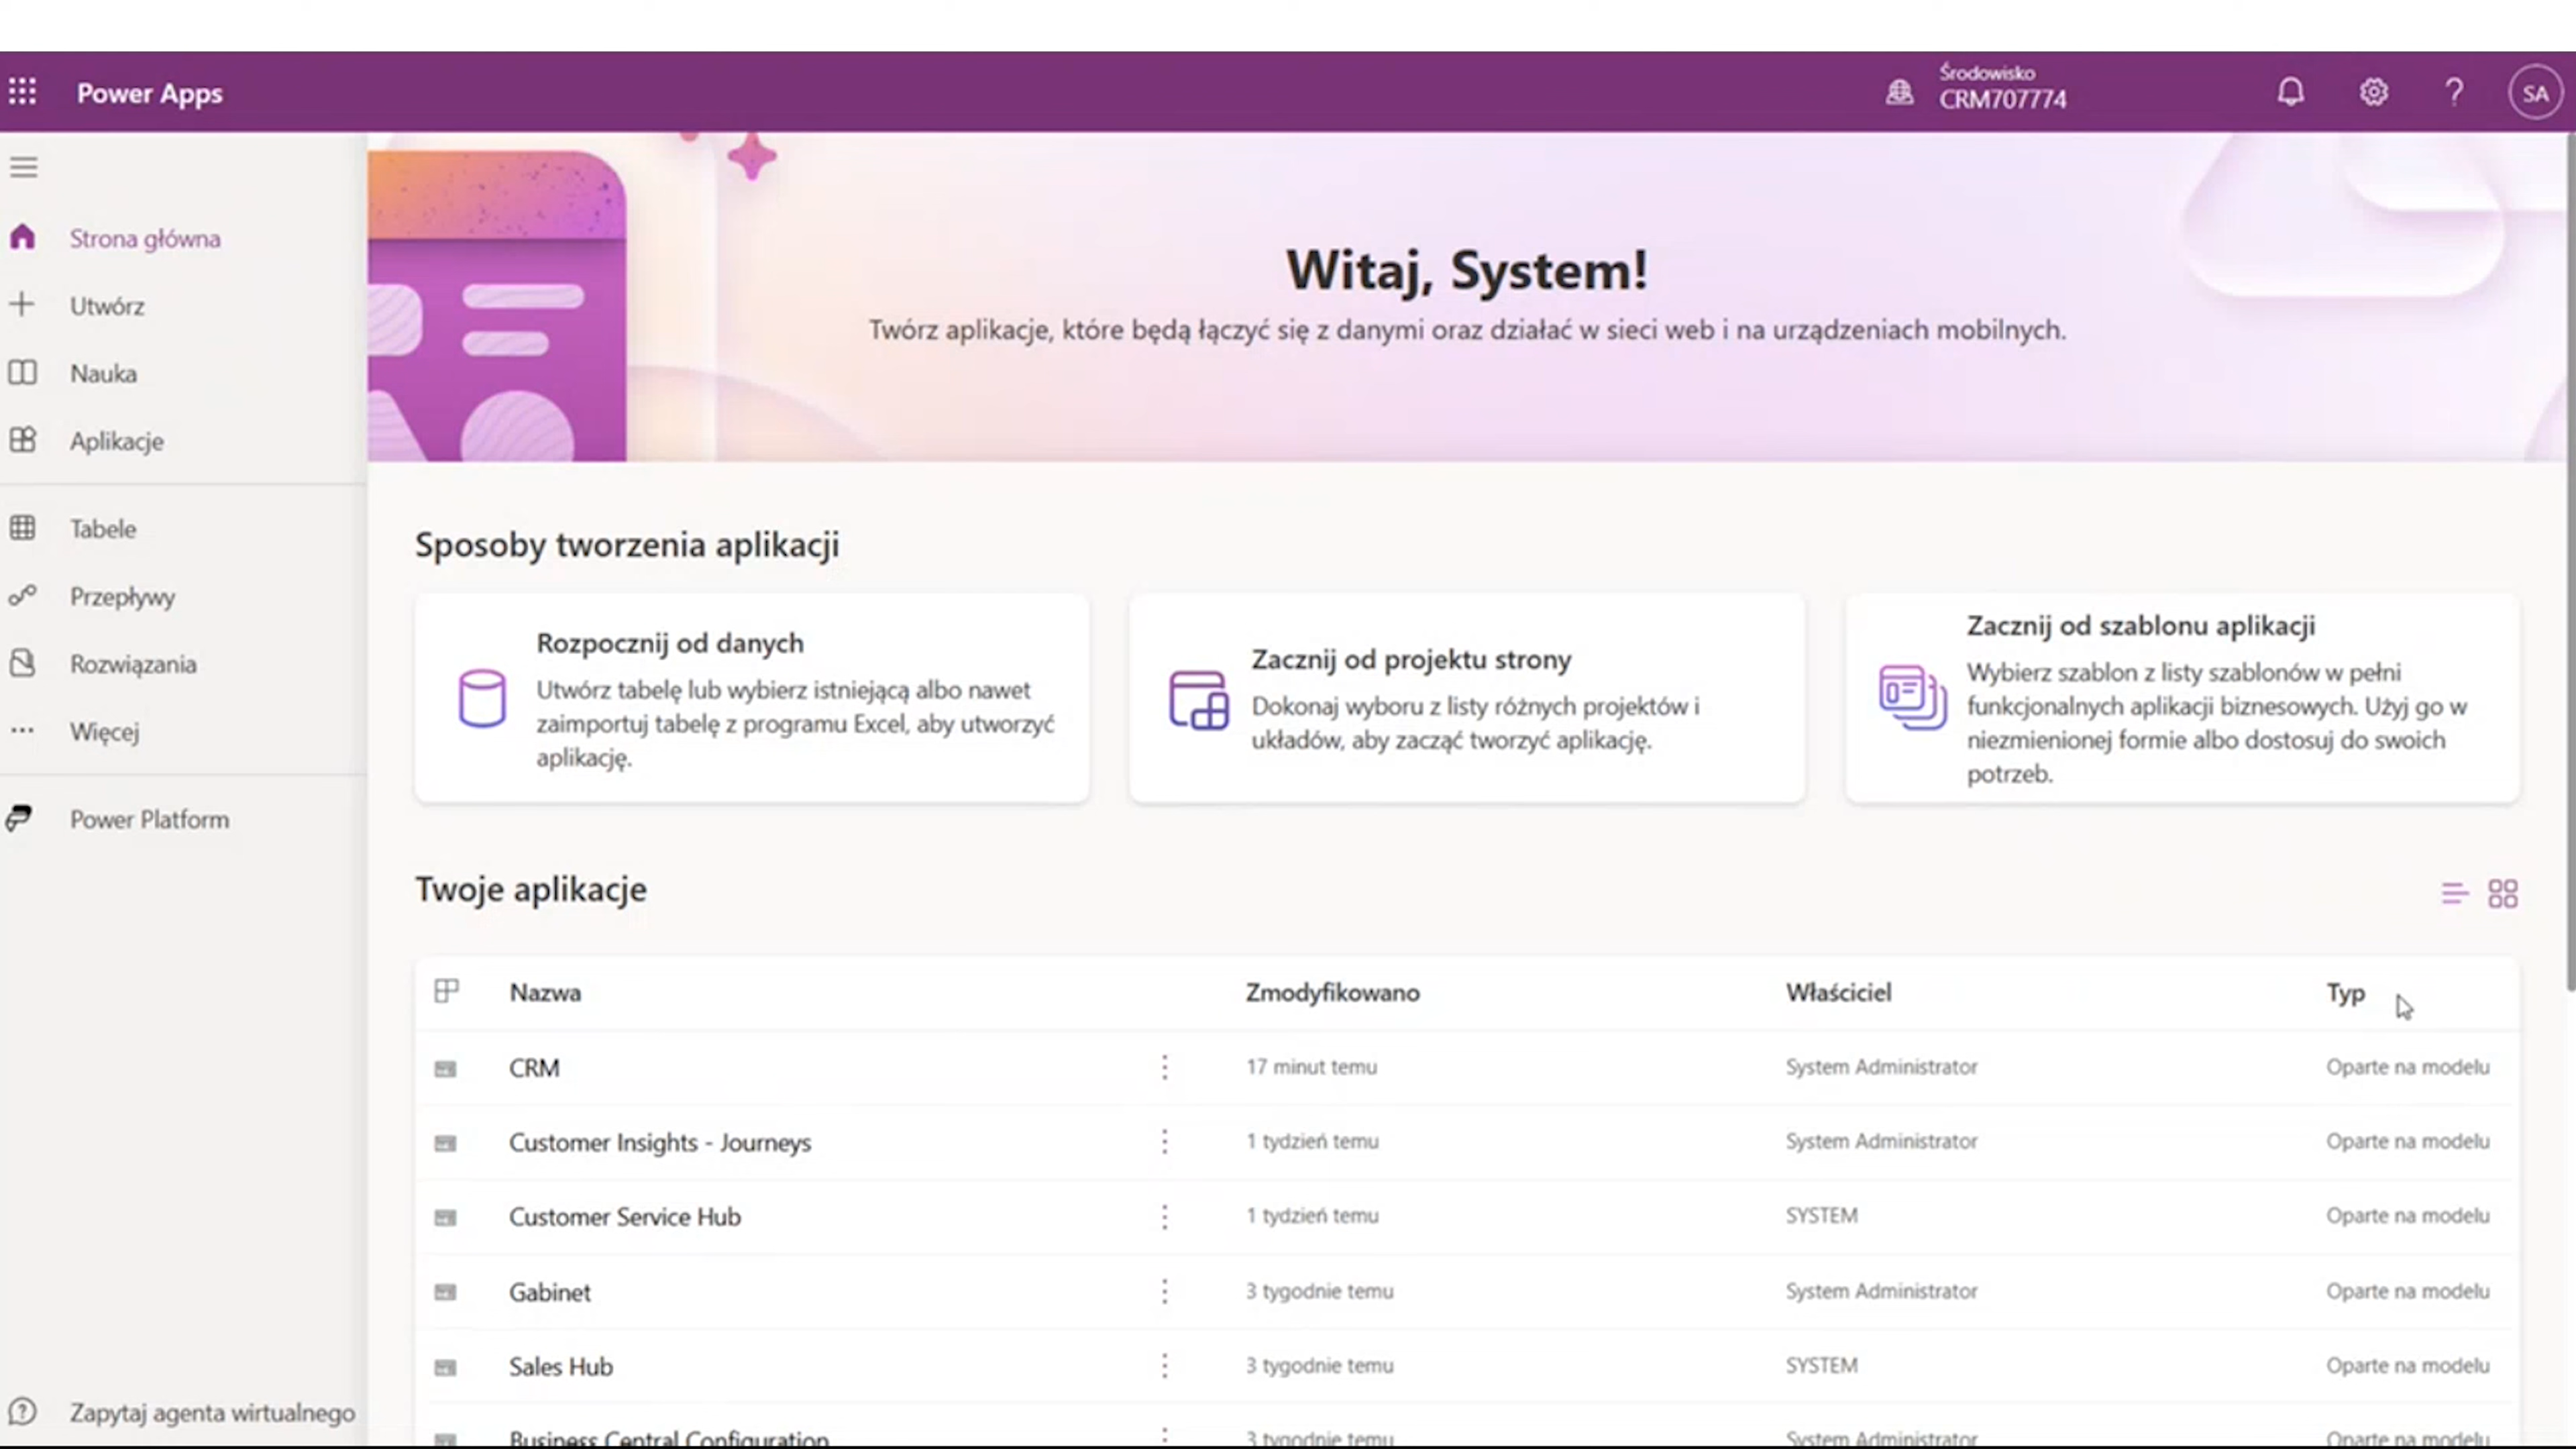 Power Apps
Środowisko
CRM707774
SA
Strona główna
Utwórz
Nauka
Aplikacje
Tabele
Przepływy
Rozwiązania
Więcej
Power Platform
Zapytaj agenta wirtualnego
Witaj, System!
Twórz aplikacje, które będą łączyć się z danymi oraz działać w sieci web i na urządzeniach mobilnych.
Sposoby tworzenia aplikacji
Rozpocznij od danych
Utwórz tabelę lub wybierz istniejącą albo nawet
zaimportuj tabelę z programu Excel, aby utworzyć
aplikację.
Zacznij od projektu strony
Dokonaj wyboru z listy różnych projektów i
układów, aby zacząć tworzyć aplikację.
Zacznij od szablonu aplikacji
Wybierz szablon z listy szablonów w pełni
funkcjonalnych aplikacji biznesowych. Użyj go w
niezmienionej formie albo dostosuj do swoich
potrzeb.
Twoje aplikacje
Nazwa Zmodyfikowano Właściciel Typ
CRM 17 minut temu System Administrator Oparte na modelu
Customer Insights - Journeys 1 tydzień temu System Administrator Oparte na modelu
Customer Service Hub 1 tydzień temu SYSTEM Oparte na modelu
Gabinet 3 tygodnie temu System Administrator Oparte na modelu
Sales Hub 3 tygodnie temu SYSTEM Oparte na modelu
Business Central Configuration 3 tygodnie temu System Administrator Oparte na modelu